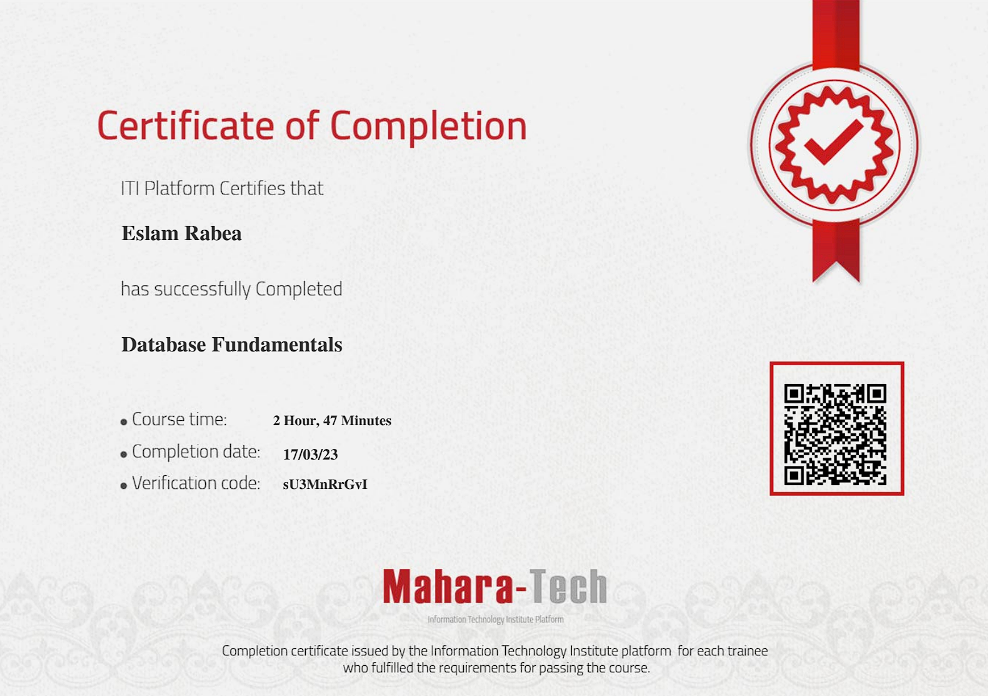 Certificate of Completion
ITI Platform Certifies that
Eslam Rabea
has successfully Completed
Database Fundamentals
• Course time: 2 Hour, 47 Minutes
• Completion date: 17/03/23
• Verification code: sU3MnRrGvI
Mahara-Tech
Information Technology Institute Platform
Completion certificate issued by the Information Technology Institute platform for each trainee
who fulfilled the requirements for passing the course.